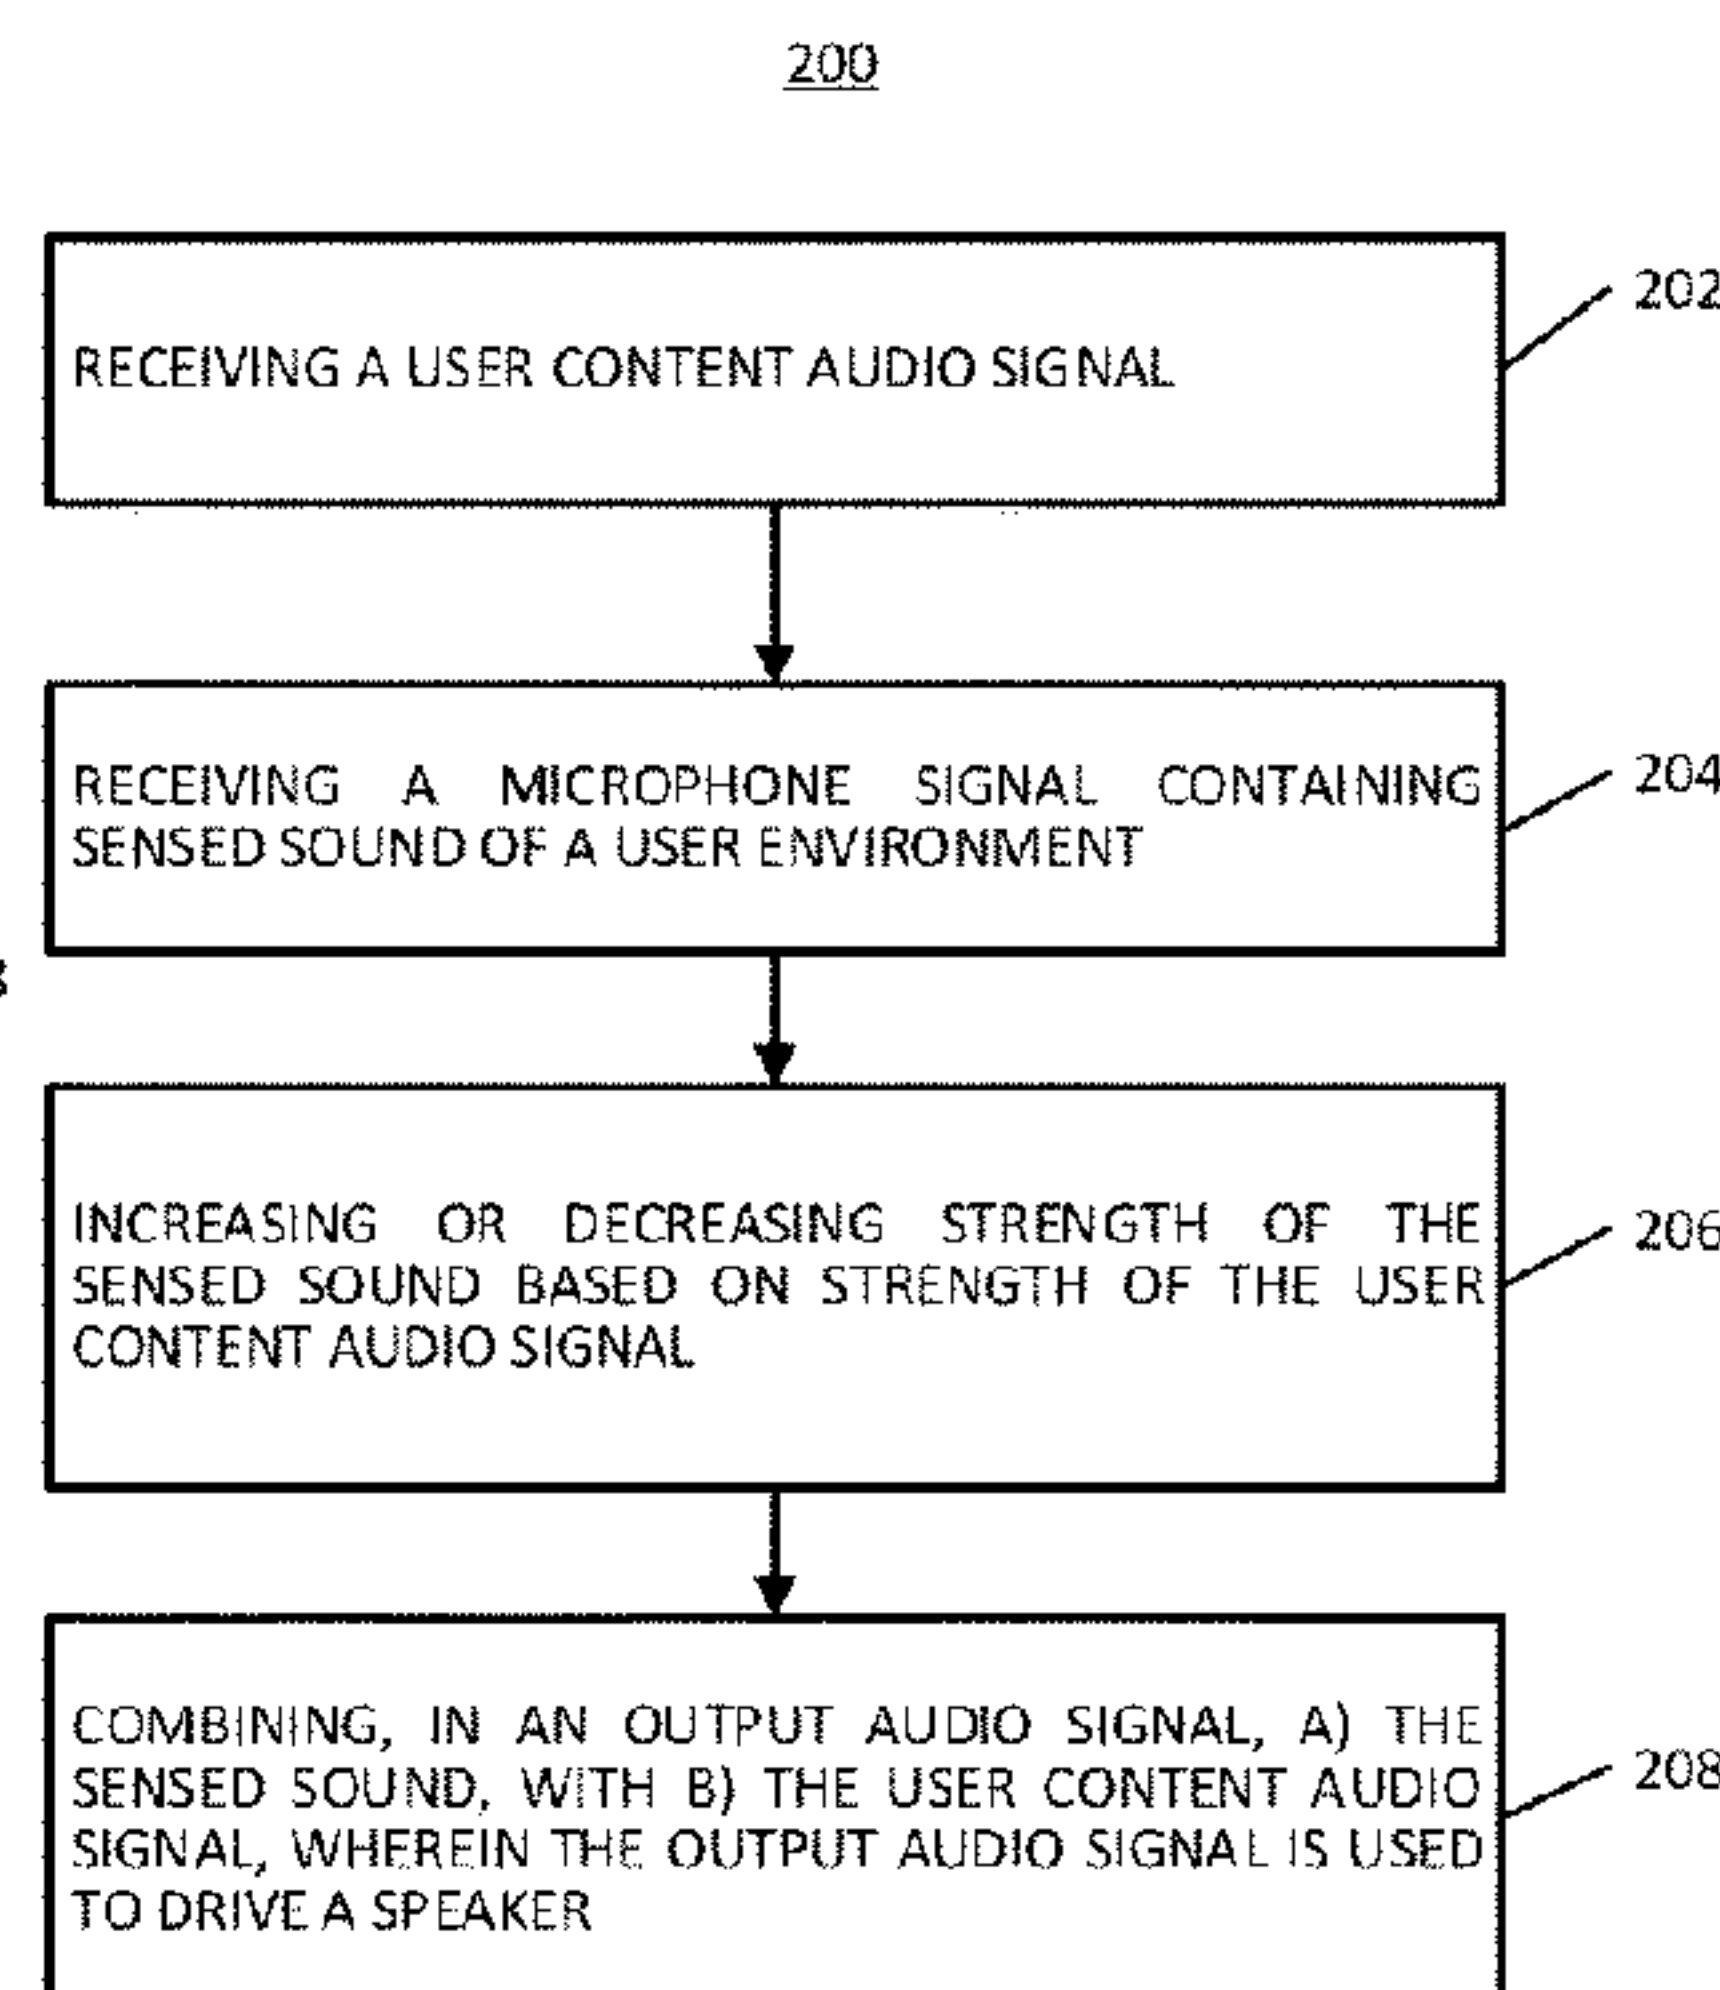 200
RECEIVING A USER CONTENT AUDIO SIGNAL
202
RECEIVING A MICROPHONE SIGNAL CONTAINING
SENSED SOUND OF A USER ENVIRONMENT
204
INCREASING OR DECREASING STRENGTH OF THE
SENSED SOUND BASED ON STRENGTH OF THE USER
CONTENT AUDIO SIGNAL
206
COMBINING, IN AN OUTPUT AUDIO SIGNAL, A) THE
SENSED SOUND, WITH B) THE USER CONTENT AUDIO
SIGNAL, WHEREIN THE OUTPUT AUDIO SIGNAL IS USED
TO DRIVE A SPEAKER
208